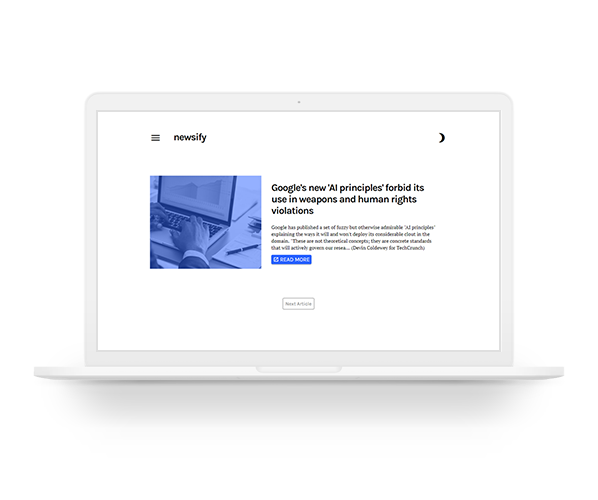 newsify
Google's new 'AI principles' forbid its
use in weapons and human rights
violations
Google has published a set of fuzzy but otherwise admirable 'AI principles'
explaining the ways it will and won't deploy its considerable clout in the
domain. 'These are not theoretical concepts; they are concrete standards
that will actively govern our resea... (Devin Coldewey for TechCrunch)
READ MORE
Next Article